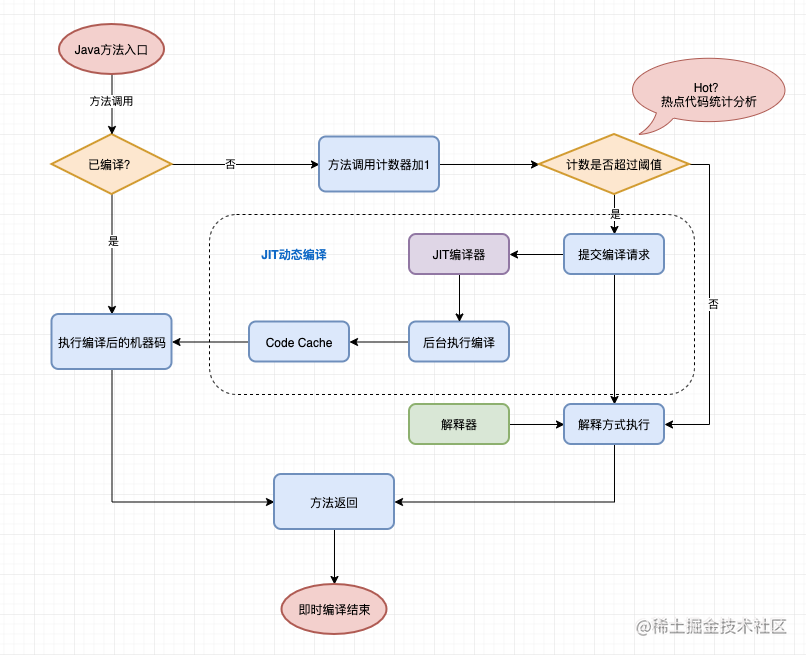 Java方法入口
方法调用
Hot?
热点代码统计分析
已编译?
否
方法调用计数器加1
计数是否超过阈值
是
是
JIT动态编译
JIT编译器
提交编译请求
否
执行编译后的机器码
Code Cache
后台执行编译
解释器
解释方式执行
方法返回
即时编译结束
@稀土掘金技术社区